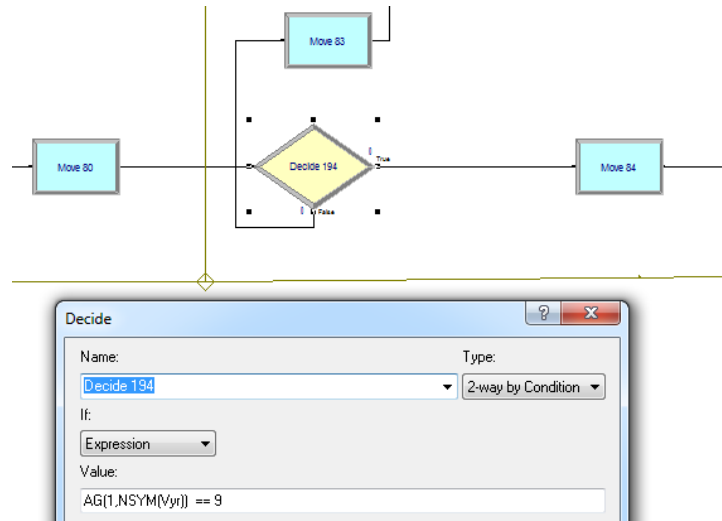 Move 83
Move 80
Decide 194
True
Move 84
False
Decide
Name:
Type:
Decide 194
2-way by Condition
If:
Expression
Value:
AG(1,NSYM(Vyr)) == 9